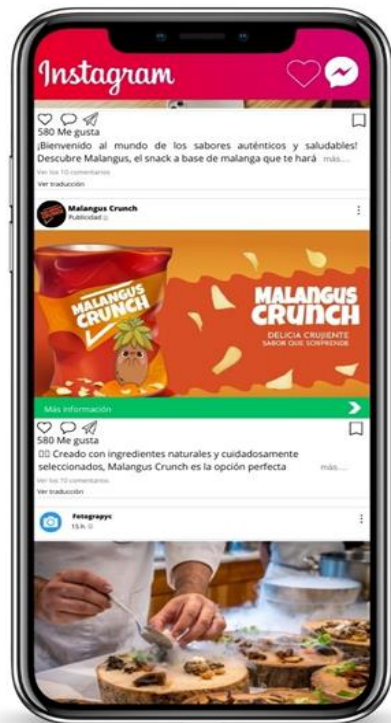 Instagram
580 Me gusta
¡Bienvenido al mundo de los sabores auténticos y saludables!
Descubre Malangus, el snack a base de malanga que te hará más....
Ver los 10 comentarios
Ver traducción
Malangus Crunch
Publicidad
MALANGUS
CRUNCH
MALANGUS
CRUNCH
DELICIA CRUJIENTE
SABOR QUE SORPRENDE
Más información
580 Me gusta
Creado con ingredientes naturales y cuidadosamente
seleccionados, Malangus Crunch es la opción perfecta más....
Ver los 10 comentarios
Ver traducción
Fotograpyc
15 h.